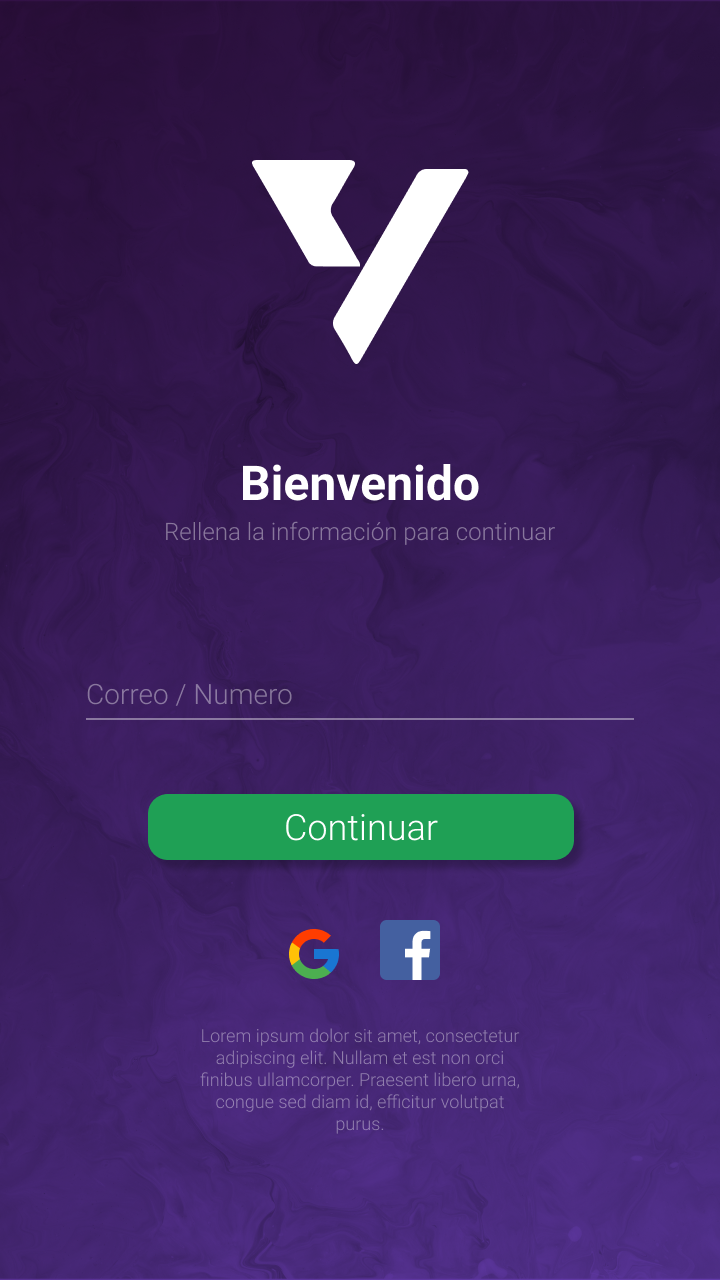 Bienvenido
Rellena la información para continuar
Correo / Numero
Continuar
Lorem ipsum dolor sit amet, consectetur
adipiscing elit. Nullam et est non orci
finibus ullamcorper. Praesent libero urna,
congue sed diam id, efficitur volutpat
purus.